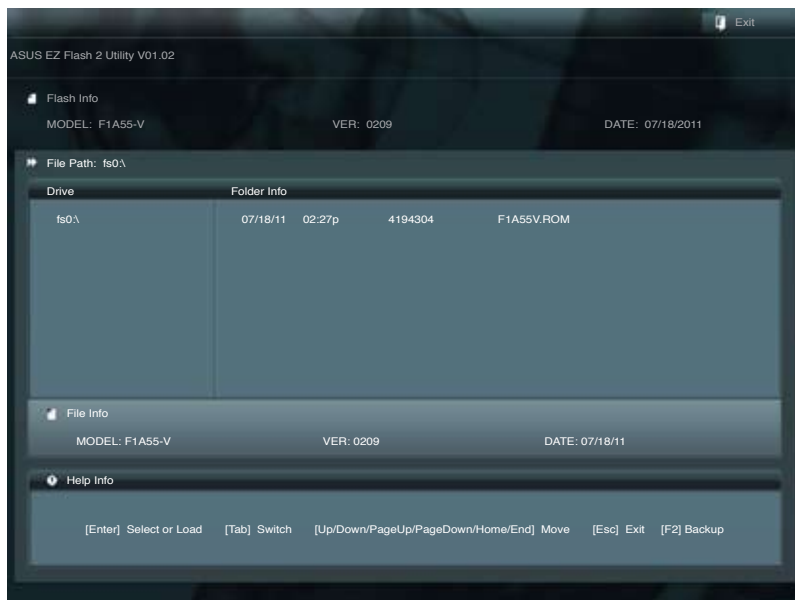 Exit
ASUS EZ Flash 2 Utility V01.02
Flash Info
MODEL: F1A55-V VER: 0209 DATE: 07/18/2011
File Path: fs0:\
Drive Folder Info
fs0:\ 07/18/11 02:27p 4194304 F1A55V.ROM
File Info
MODEL: F1A55-V VER: 0209 DATE: 07/18/11
Help Info
[Enter] Select or Load [Tab] Switch [Up/Down/PageUp/PageDown/Home/End] Move [Esc] Exit [F2] Backup